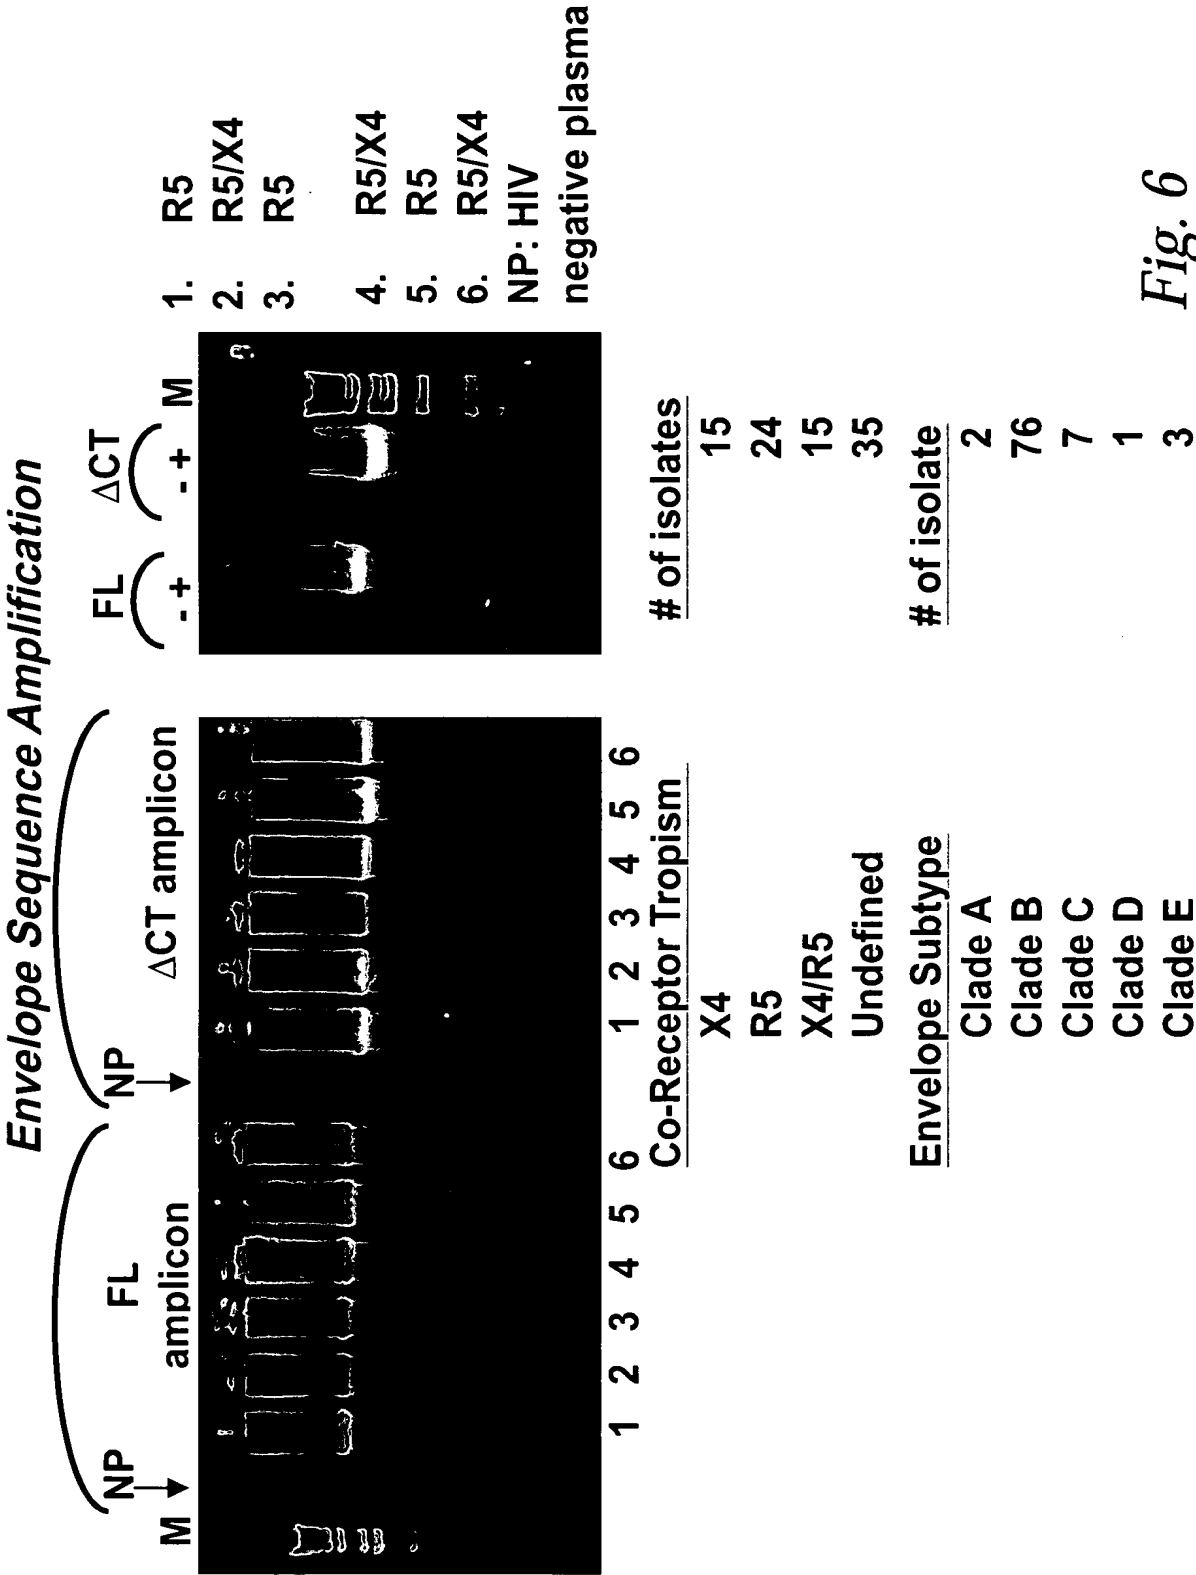 Envelope Sequence Amplification
FL amplicon
ΔCT amplicon
FL
ΔCT
M
NP
NP
- +
- +
M
1 2 3 4 5 6
1 2 3 4 5 6
1. R5
2. R5/X4
3. R5
4. R5/X4
5. R5
6. R5/X4
NP: HIV
negative plasma
Co-Receptor Tropism # of isolates
X4 15
R5 24
X4/R5 15
Undefined 35
Envelope Subtype # of isolate
Clade A 2
Clade B 76
Clade C 7
Clade D 1
Clade E 3
Fig. 6